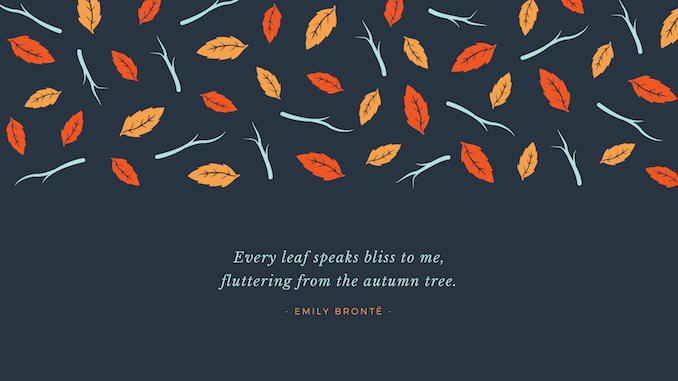 Every leaf speaks bliss to me,
fluttering from the autumn tree.
- EMILY BRONTË -